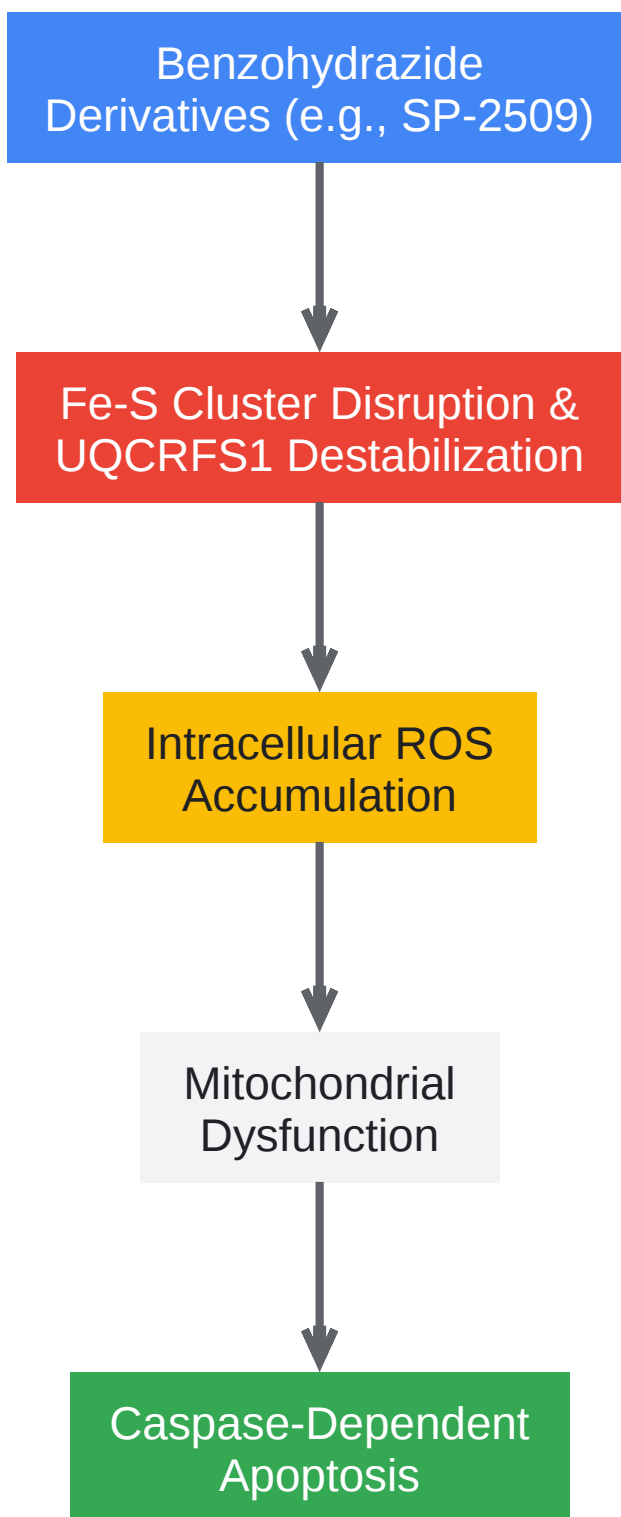 Benzohydrazide
Derivatives (e.g., SP-2509)
Fe-S Cluster Disruption &
UQCRFS1 Destabilization
Intracellular ROS
Accumulation
Mitochondrial
Dysfunction
Caspase-Dependent
Apoptosis